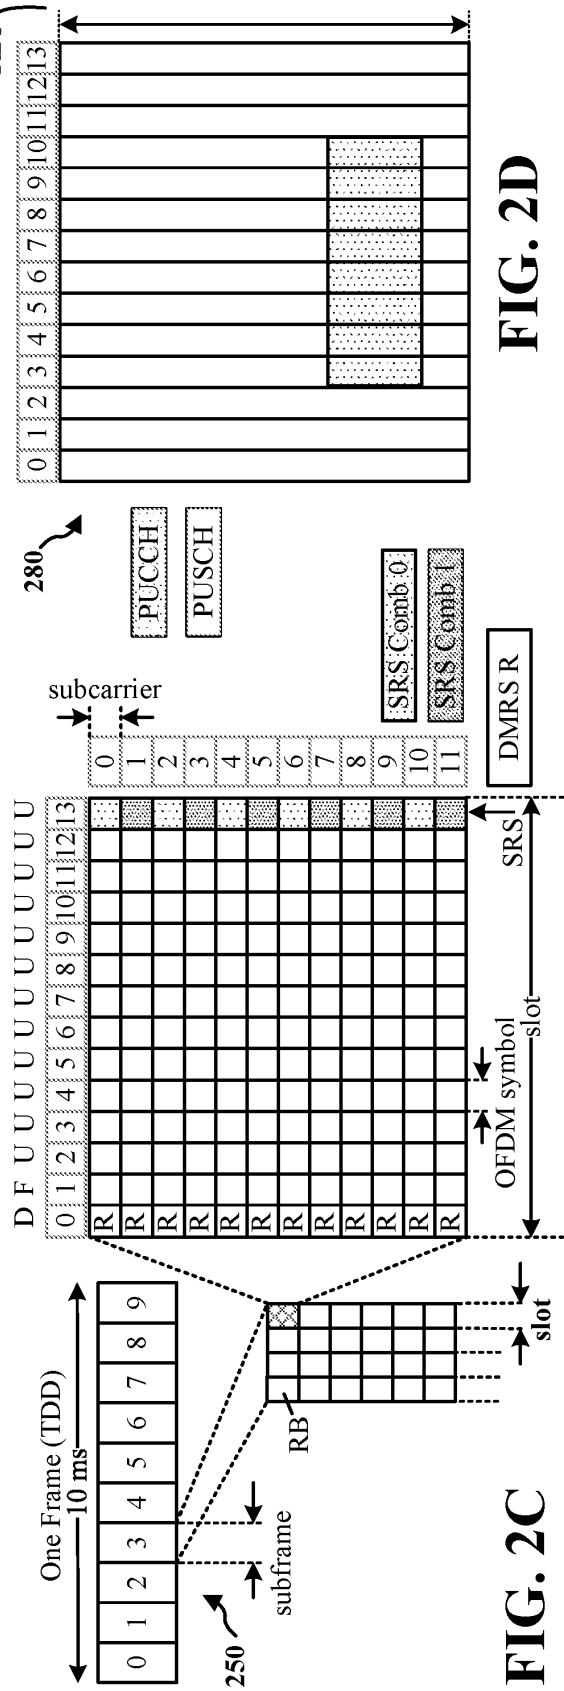 One Frame (TDD)
10 ms
0 1 2 3 4 5 6 7 8 9
250
subframe
RB
slot
FIG. 2C
D F U U U U U U U U U U U U
0 1 2 3 4 5 6 7 8 9 10 11 12 13
R
R
R
R
R
R
R
R
R
R
R
R
subcarrier
0
1
2
3
4
5
6
7
8
9
10
11
OFDM symbol
SRS
slot
PUCCH
PUSCH
SRS Comb 0
SRS Comb 1
DMRS R
280
0 1 2 3 4 5 6 7 8 9 10 11 12 13
FIG. 2D